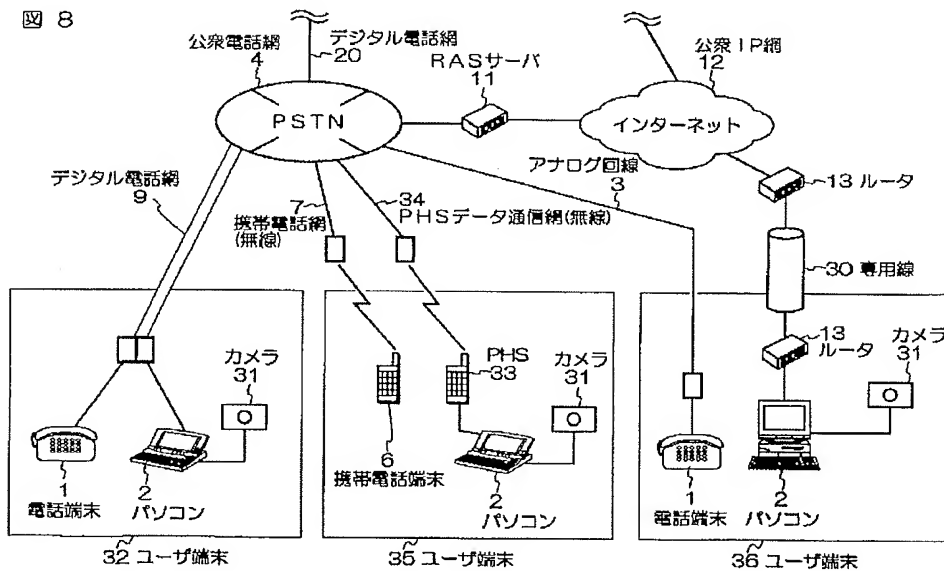 図 8
公衆電話網
4
デジタル電話網
20
RASサーバ
11
公衆IP網
12
PSTN
インターネット
デジタル電話網
9
7
携帯電話網
(無線)
34
PHSデータ通信網(無線)
アナログ回線
3
13 ルータ
30 専用線
カメラ
31
PHS
33
カメラ
31
13
ルータ
カメラ
31
1
電話端末
2
パソコン
6
携帯電話端末
2
パソコン
1
電話端末
2
パソコン
32 ユーザ端末
35 ユーザ端末
36 ユーザ端末